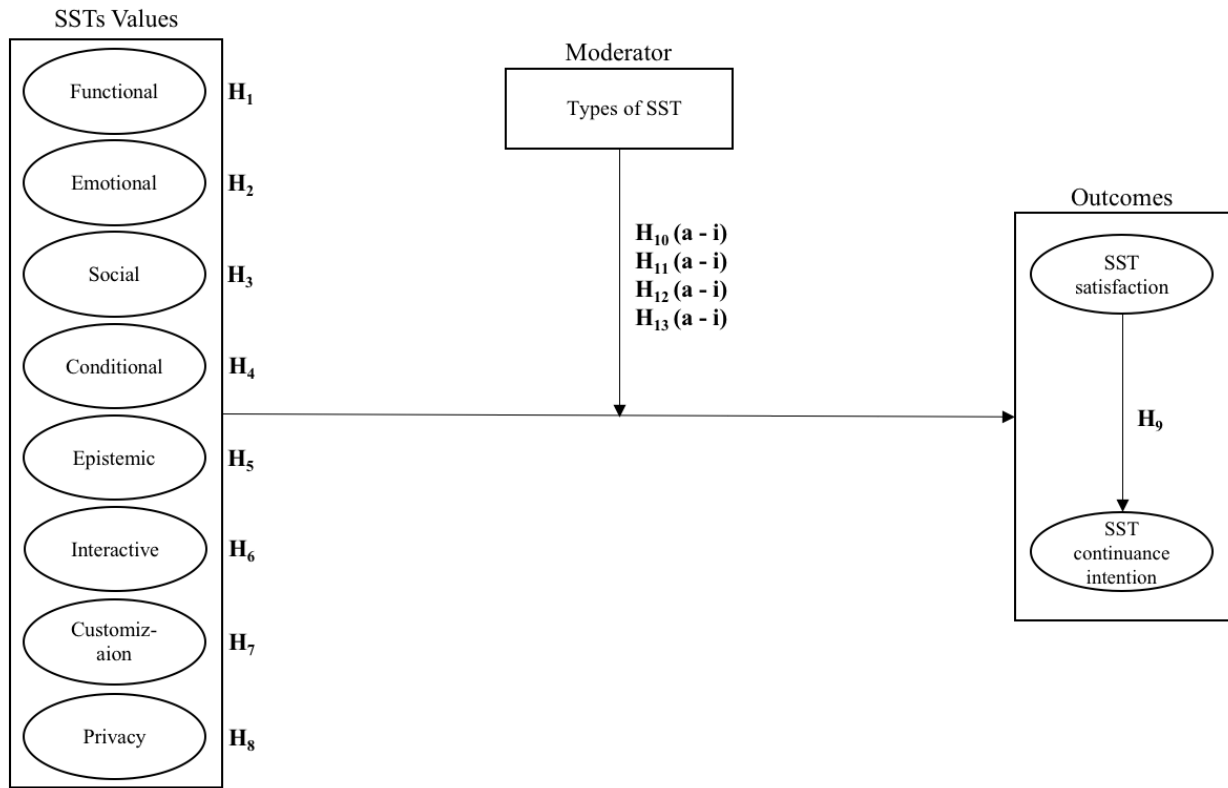 SSTs Values
Functional
H₁
Emotional
H₂
Social
H₃
Conditional
H₄
Epistemic
H₅
Interactive
H₆
Customiz-
aion
H₇
Privacy
H₈
Moderator
Types of SST
H₁₀ (a - i)
H₁₁ (a - i)
H₁₂ (a - i)
H₁₃ (a - i)
Outcomes
SST
satisfaction
H₉
SST
continuance
intention